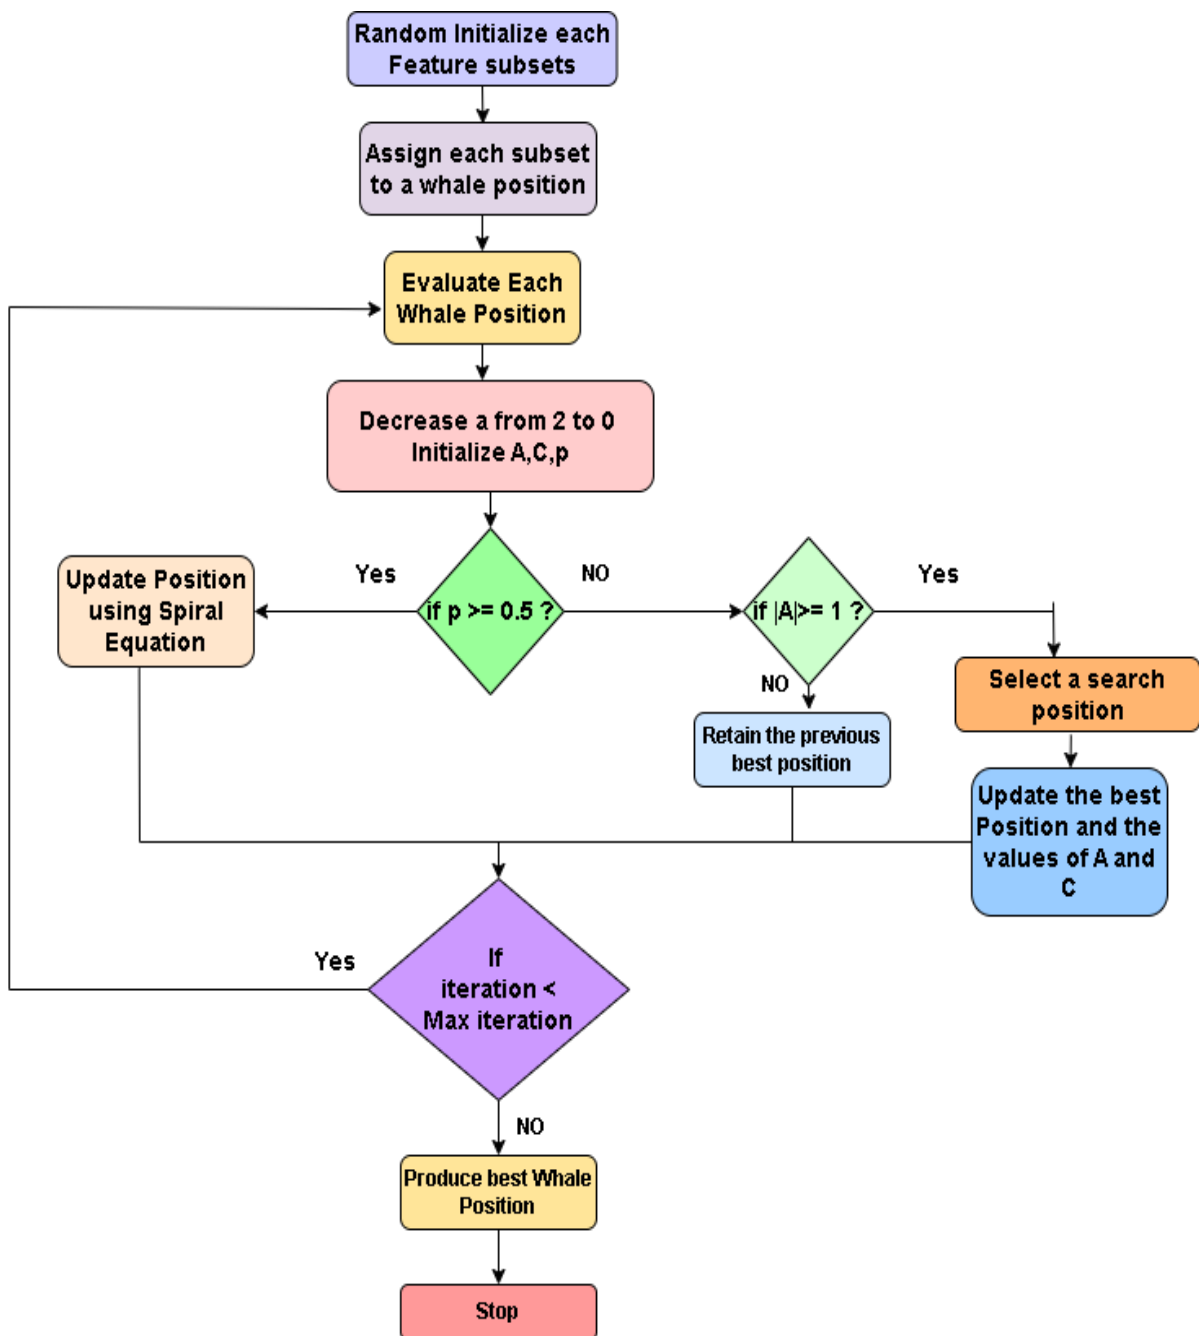 Random Initialize each
Feature subsets
Assign each subset
to a whale position
Evaluate Each
Whale Position
Decrease a from 2 to 0
Initialize A,C,p
if p >= 0.5 ?
Yes
NO
Update Position
using Spiral
Equation
if |A|>= 1 ?
Yes
NO
Select a search
position
Retain the previous
best position
Update the best
Position and the
values of A and
C
If
iteration <
Max iteration
Yes
NO
Produce best Whale
Position
Stop